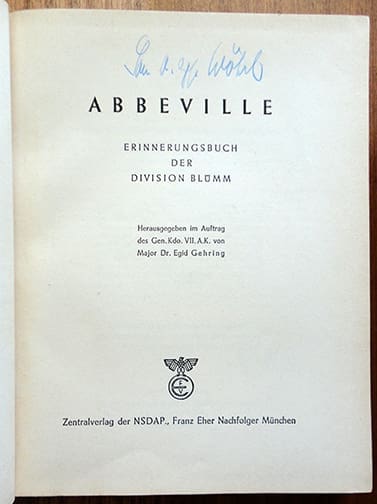 ABBEVILLE
ERINNERUNGSBUCH
DER
DIVISION BLÜMM
Herausgegeben im Auftrag
des Gen. Kdo. VII. A. K. von
Major Dr. Egid Gehring
Zentralverlag der NSDAP., Franz Eher Nachfolger München